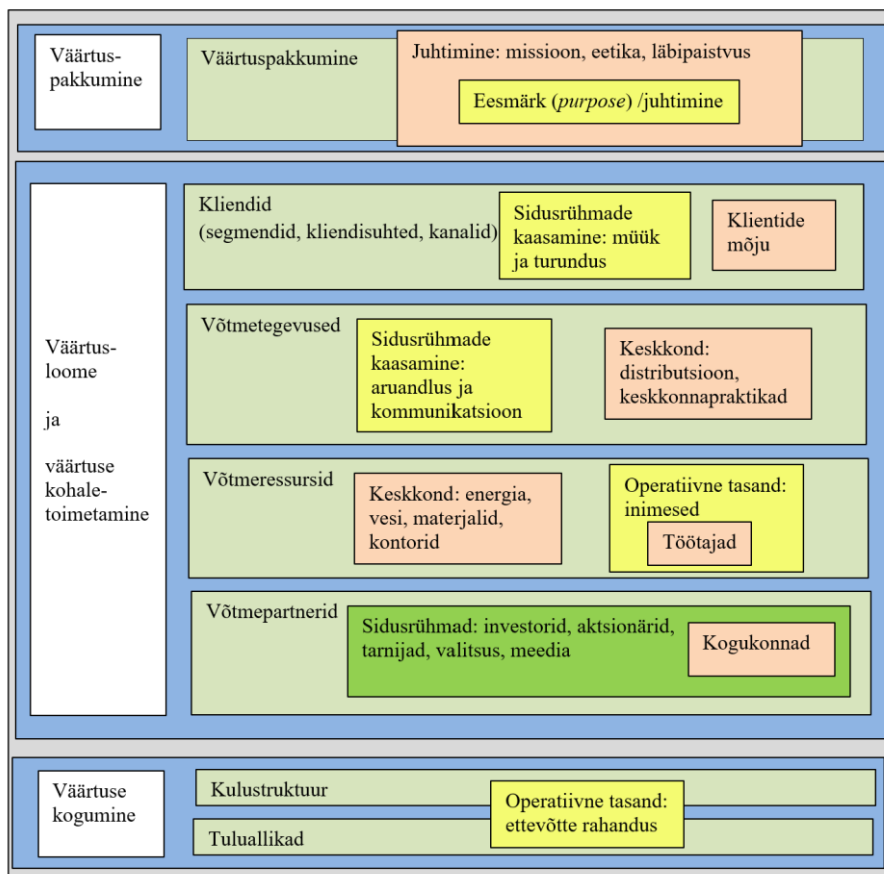 Väärtus-
pakkumine
Väärtuspakkumine
Juhtimine: missioon, eetika, läbipaistvus
Eesmärk (purpose) /juhtimine
Väärtus-
loome
ja
väärtuse
kohale-
toimetamine
Kliendid
(segmendid, kliendisuhted, kanalid)
Sidusrühmade
kaasamine: müük
ja turundus
Klientide
mõju
Võtmetegevused
Sidusrühmade
kaasamine:
aruandlus ja
kommunikatsioon
Keskkond:
distributsioon,
keskkonnapraktikad
Võtmeressursid
Keskkond: energia,
vesi, materjalid,
kontorid
Operatiivne tasand:
inimesed
Töötajad
Võtmepartnerid
Sidusrühmad: investorid, aktsionärid,
tarnijad, valitsus, meedia
Kogukonnad
Väärtuse
kogumine
Kulustruktuur
Tuluallikad
Operatiivne tasand:
ettevõtte rahandus